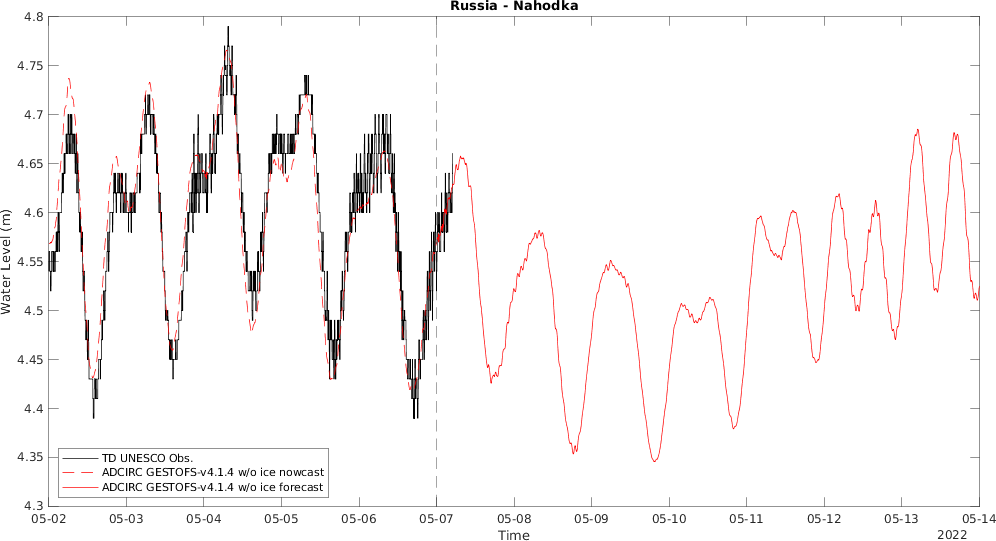 Russia - Nahodka
4.8
4.75
4.7
4.65
4.6
4.55
4.5
4.45
4.4
4.35
4.3
Water Level (m)
TD UNESCO Obs.
ADCIRC GESTOFS-v4.1.4 w/o ice nowcast
ADCIRC GESTOFS-v4.1.4 w/o ice forecast
05-02 05-03 05-04 05-05 05-06 05-07 05-08 05-09 05-10 05-11 05-12 05-13 05-14
Time
2022